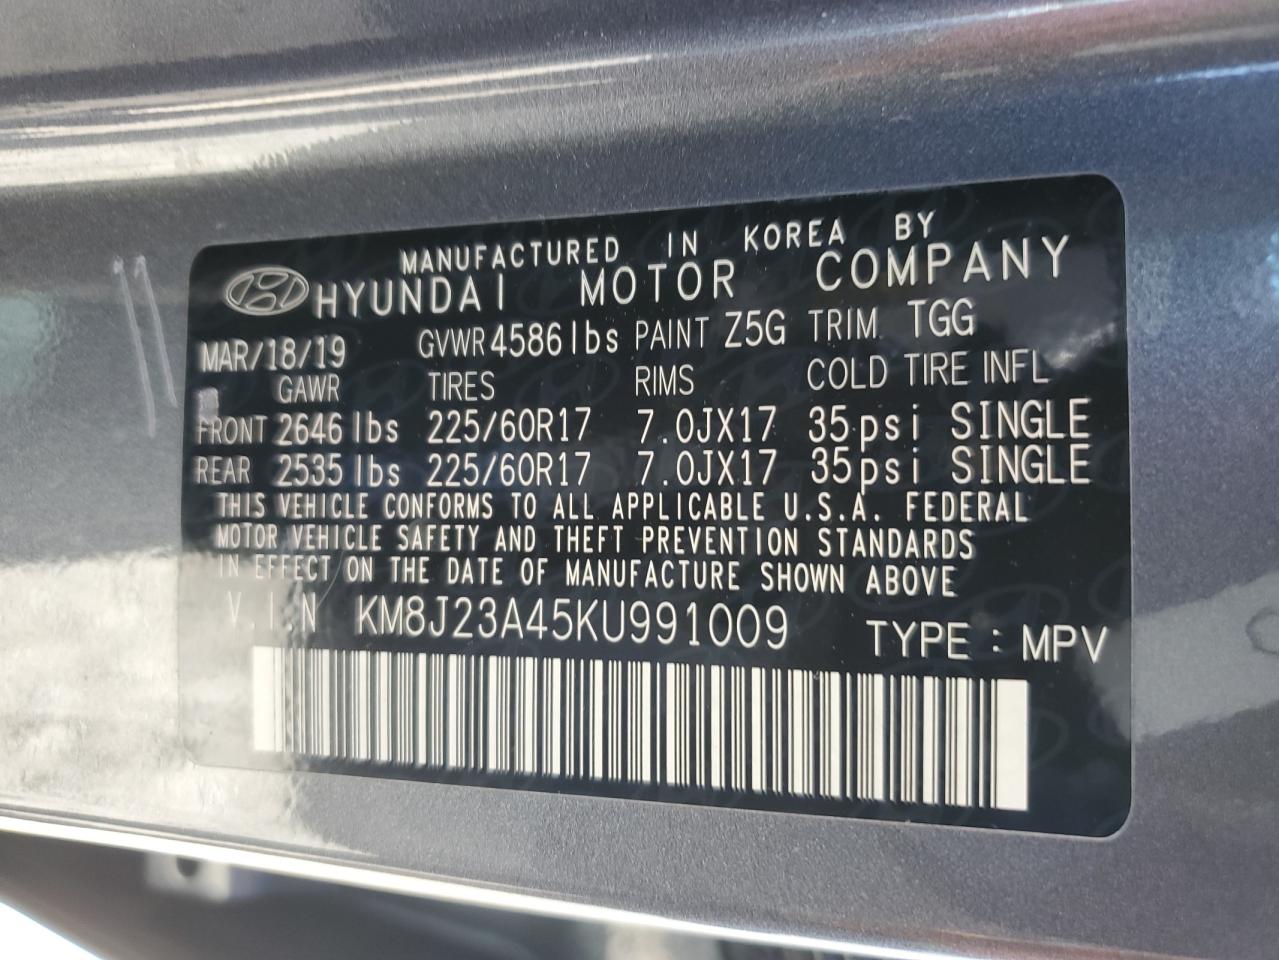 MANUFACTURED IN KOREA BY
HYUNDAI MOTOR COMPANY
MAR/18/19 GVWR 4586 lbs PAINT Z5G TRIM TGG
GAWR TIRES RIMS COLD TIRE INFL
FRONT 2646 lbs 225/60R17 7.0JX17 35psi SINGLE
REAR 2535 lbs 225/60R17 7.0JX17 35psi SINGLE
THIS VEHICLE CONFORMS TO ALL APPLICABLE U.S.A. FEDERAL
MOTOR VEHICLE SAFETY AND THEFT PREVENTION STANDARDS
IN EFFECT ON THE DATE OF MANUFACTURE SHOWN ABOVE
V.I.N KM8J23A45KU991009 TYPE : MPV